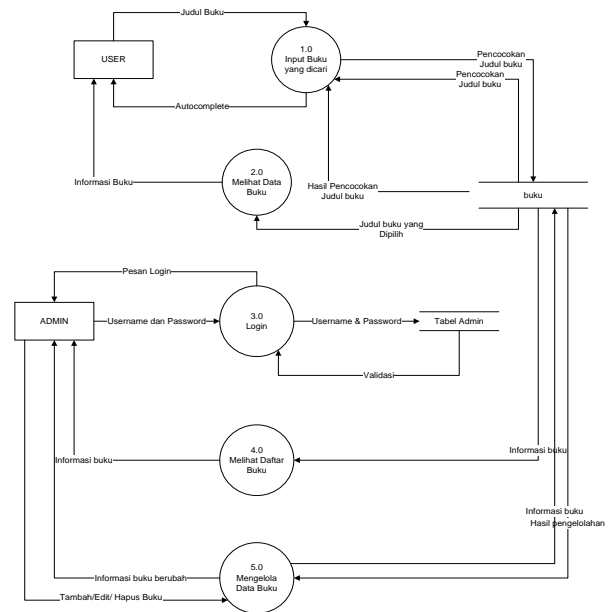 Judul Buku
USER
1.0
Input Buku
yang dicari
Pencocokan
Judul buku
Pencocokan
Judul buku
Autocomplete
2.0
Melihat Data
Buku
Informasi Buku
Hasil Pencocokan
Judul buku
buku
Judul buku yang
Dipilih
Pesan Login
ADMIN
Username dan Password
3.0
Login
Username & Password
Tabel Admin
Validasi
4.0
Melihat Daftar
Buku
Informasi buku
Informasi buku
Informasi buku
Hasil pengelolahan
5.0
Mengelola
Data Buku
Informasi buku berubah
Tambah/Edit/ Hapus Buku